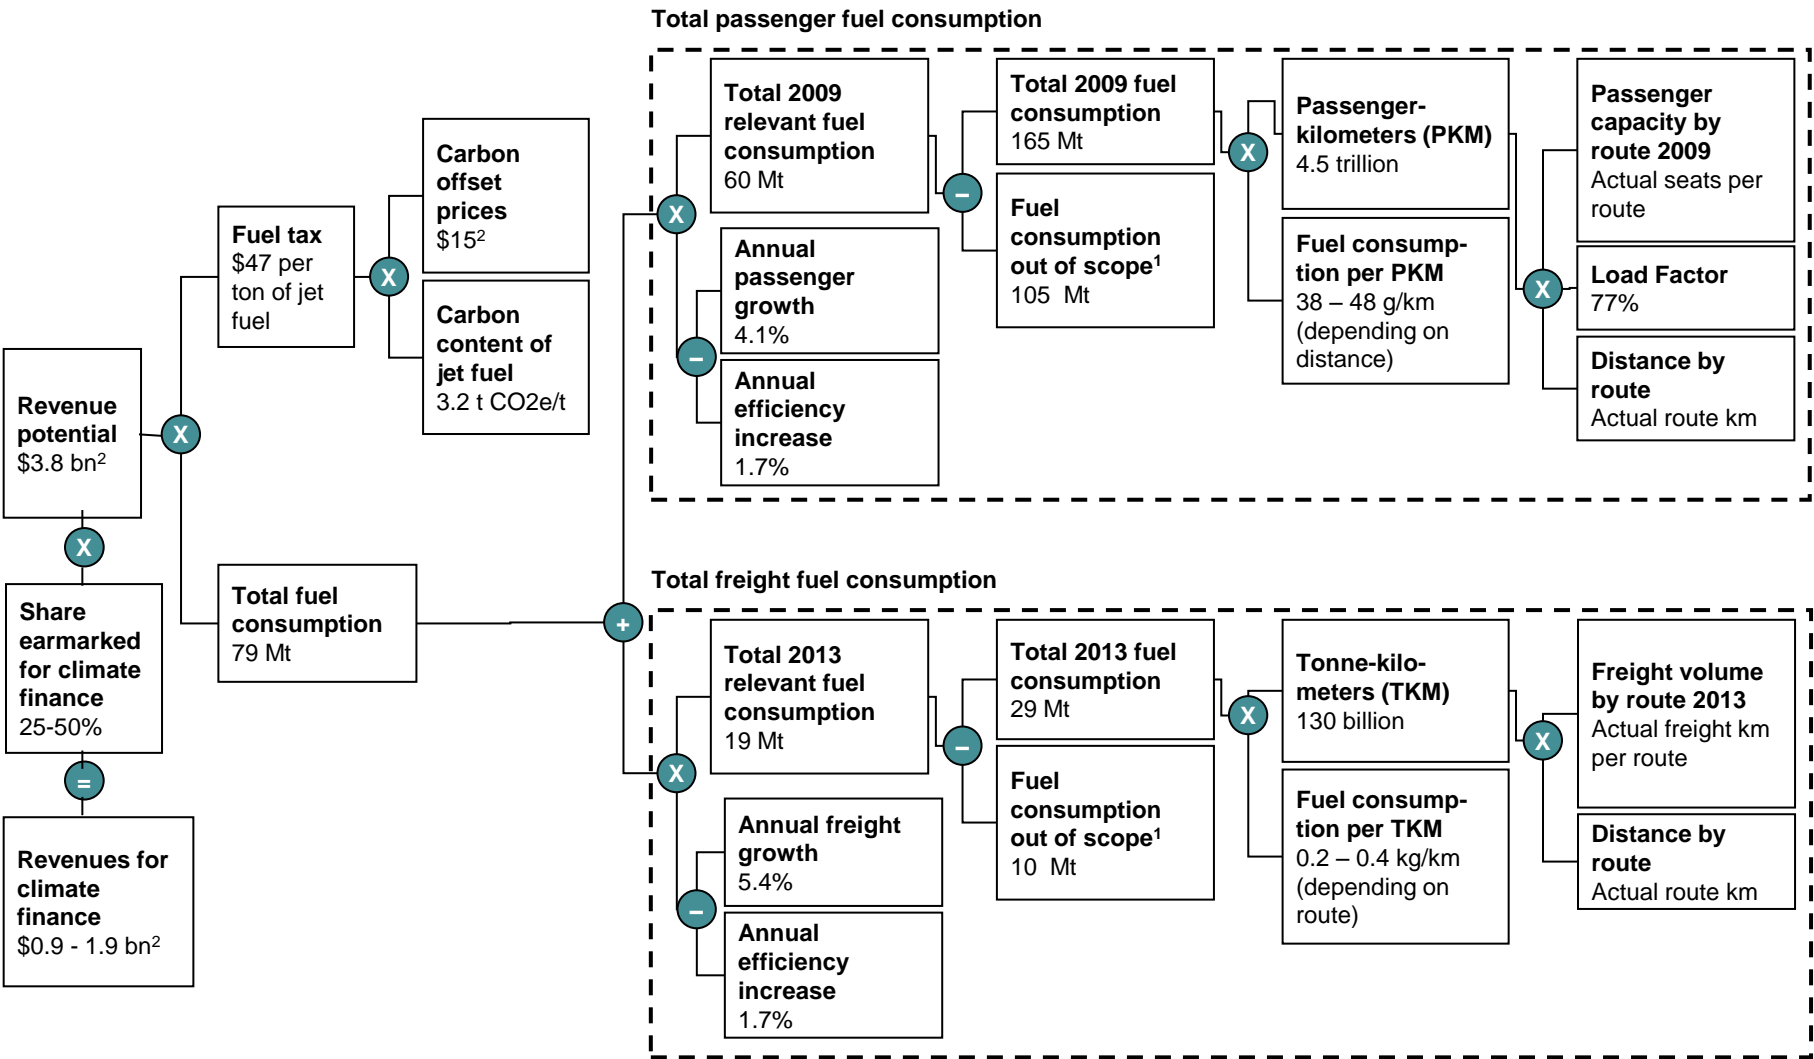 Total passenger fuel consumption
Total 2009
relevant fuel
consumption
60 Mt
Annual
passenger
growth
4.1%
Annual
efficiency
increase
1.7%
Total 2009 fuel
consumption
165 Mt
Fuel
consumption
out of scope1
105 Mt
Passenger-
kilometers (PKM)
4.5 trillion
Fuel consump-
tion per PKM
38 – 48 g/km
(depending on
distance)
Passenger
capacity by
route 2009
Actual seats per
route
Load Factor
77%
Distance by
route
Actual route km
X
–
X
X
–
Carbon
offset
prices
$15²
Fuel tax
$47 per
ton of jet
fuel
X
Carbon
content of
jet fuel
3.2 t CO2e/t
Revenue
potential
$3.8 bn²
X
X
Share
earmarked
for climate
finance
25-50%
=
Revenues for
climate
finance
$0.9 - 1.9 bn²
Total fuel
consumption
79 Mt
+
Total freight fuel consumption
Total 2013
relevant fuel
consumption
19 Mt
Annual freight
growth
5.4%
Annual
efficiency
increase
1.7%
Total 2013 fuel
consumption
29 Mt
Fuel
consumption
out of scope1
10 Mt
Tonne-kilo-
meters (TKM)
130 billion
Fuel consump-
tion per TKM
0.2 – 0.4 kg/km
(depending on
route)
Freight volume
by route 2013
Actual freight km
per route
Distance by
route
Actual route km
X
–
X
X
–